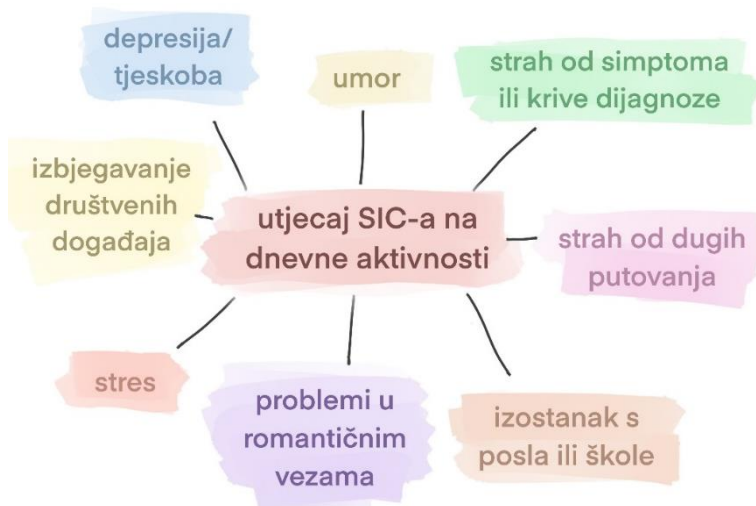 depresija/
tjeskoba
umor
strah od simptoma
ili krive dijagnoze
izbjegavanje
društvenih
događaja
utjecaj SIC-a na
dnevne aktivnosti
strah od dugih
putovanja
stres
problemi u
romantičnim
vezama
izostanak s
posla ili škole